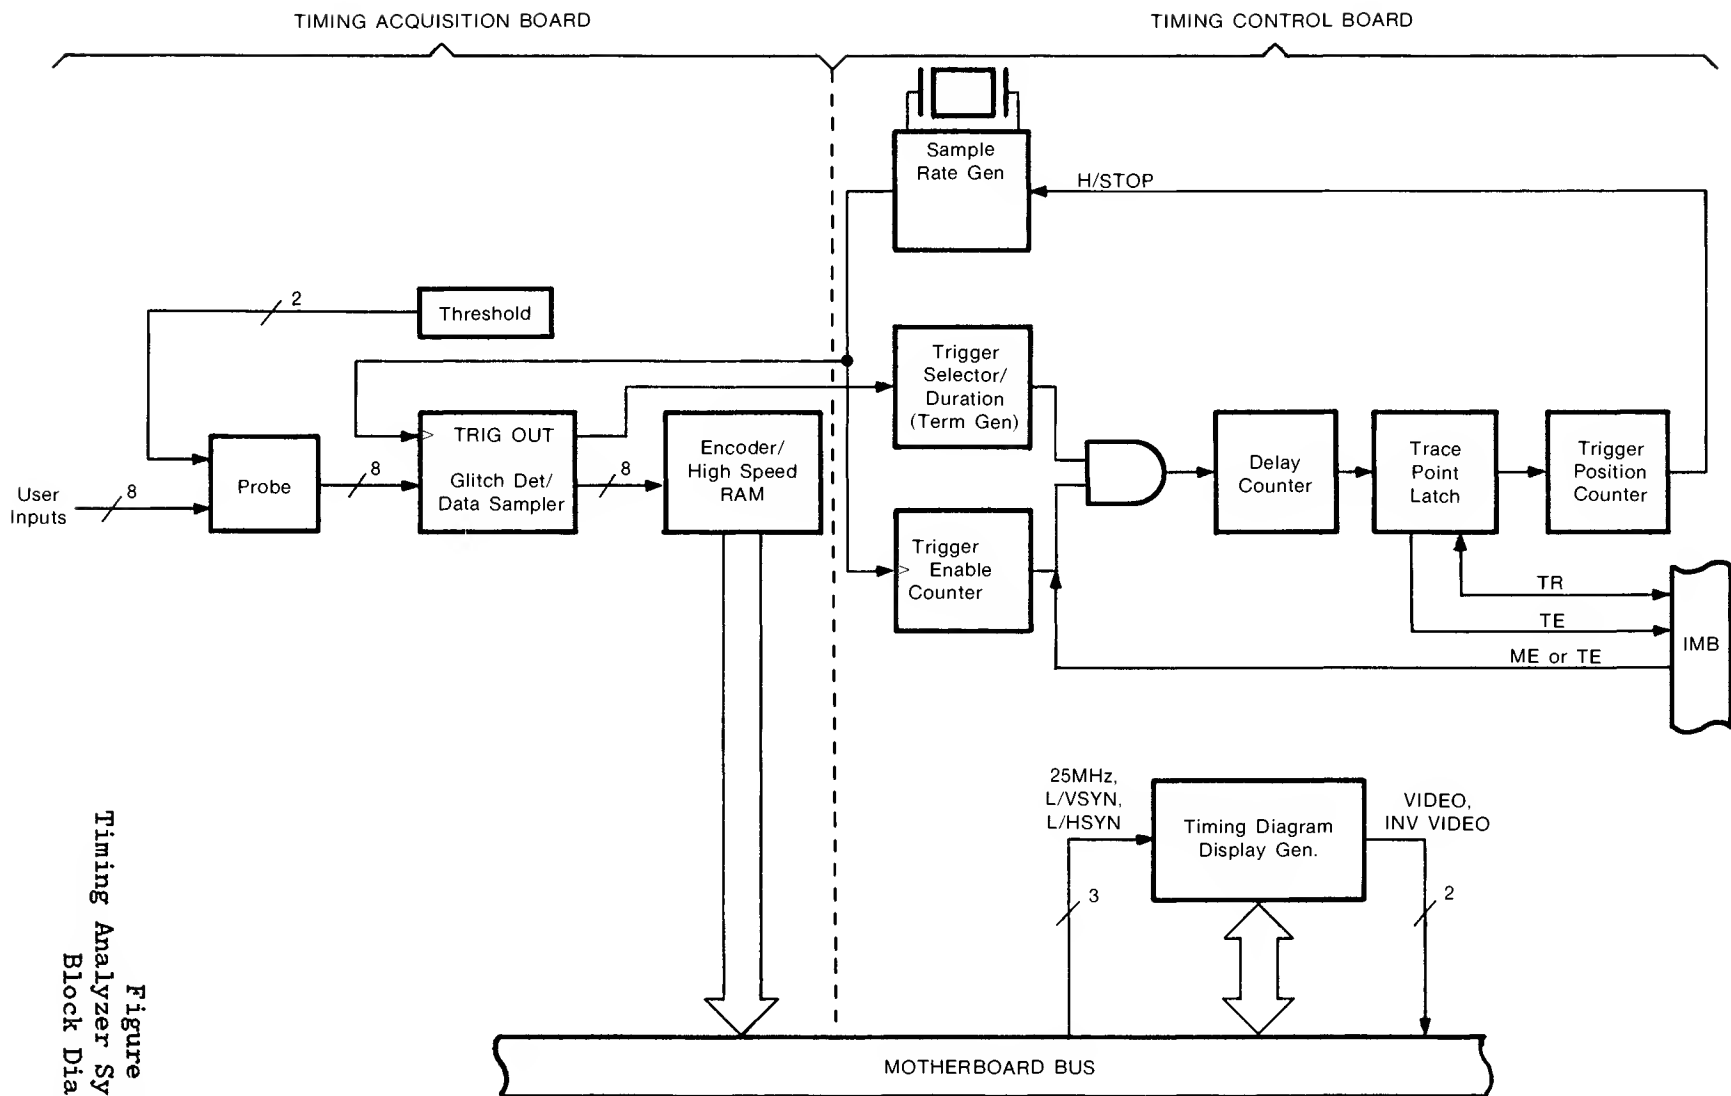 TIMING ACQUISITION BOARD
TIMING CONTROL BOARD
Sample
Rate Gen
H/STOP
2
Threshold
Trigger
Selector/
Duration
(Term Gen)
User
Inputs
8
Probe
8
TRIG OUT
Glitch Det/
Data Sampler
8
Encoder/
High Speed
RAM
Trigger
Enable
Counter
Delay
Counter
Trace
Point
Latch
Trigger
Position
Counter
TR
TE
ME or TE
IMB
25MHz,
L/VSYN,
L/HSYN
3
Timing Diagram
Display Gen.
VIDEO,
INV VIDEO
2
MOTHERBOARD BUS
Figure
Timing Analyzer Sy
Block Dia